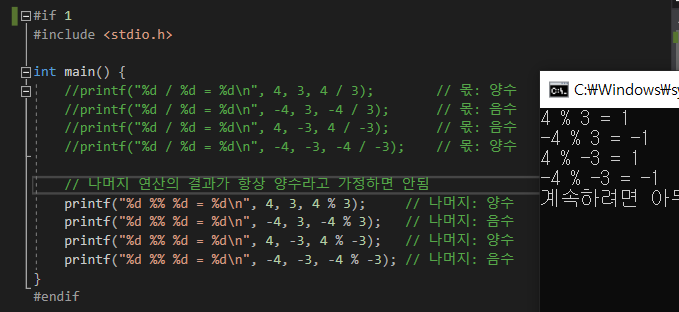 #if 1
#include <stdio.h>
int main() {
//printf("%d / %d = %d\n", 4, 3, 4 / 3); // 몫: 양수
//printf("%d / %d = %d\n", -4, 3, -4 / 3); // 몫: 음수
//printf("%d / %d = %d\n", 4, -3, 4 / -3); // 몫: 음수
//printf("%d / %d = %d\n", -4, -3, -4 / -3); // 몫: 양수
// 나머지 연산의 결과가 항상 양수라고 가정하면 안됨
printf("%d %% %d = %d\n", 4, 3, 4 % 3); // 나머지: 양수
printf("%d %% %d = %d\n", -4, 3, -4 % 3); // 나머지: 음수
printf("%d %% %d = %d\n", 4, -3, 4 % -3); // 나머지: 양수
printf("%d %% %d = %d\n", -4, -3, -4 % -3); // 나머지: 음수
}
#endif
C:\Windows\sy
4 % 3 = 1
-4 % 3 = -1
4 % -3 = 1
-4 % -3 = -1
계속하려면